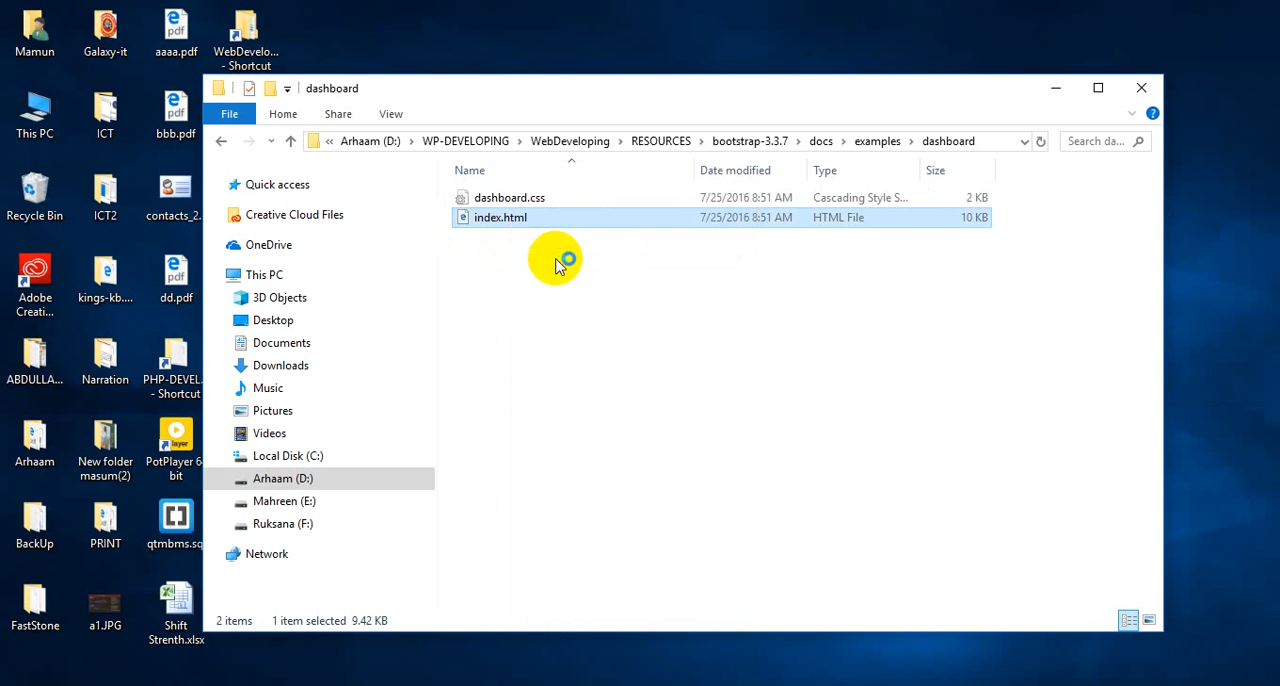 Mamun
Galaxy-it
aaaa.pdf
WebDevelo...
- Shortcut
This PC
ICT
bbb.pdf
Recycle Bin
ICT2
contacts_2...
Adobe
Creati...
kings-kb....
dd.pdf
ABDULLA...
Narration
PHP-DEVEL
- Shortcut
Arhaam
New folder
masum(2)
PotPlayer 6
bit
BackUp
PRINT
qtmbms.sq
FastStone
a1.JPG
Shift
Strenth.xlsx
dashboard
File Home Share View
« Arhaam (D:) › WP-DEVELOPING › WebDeveloping › RESOURCES › bootstrap-3.3.7 › docs › examples › dashboard
Search da...
Name Date modified Type Size
dashboard.css 7/25/2016 8:51 AM Cascading Style S... 2 KB
index.html 7/25/2016 8:51 AM HTML File 10 KB
Quick access
Creative Cloud Files
OneDrive
This PC
3D Objects
Desktop
Documents
Downloads
Music
Pictures
Videos
Local Disk (C:)
Arhaam (D:)
Mahreen (E:)
Ruksana (F:)
Network
2 items 1 item selected 9.42 KB